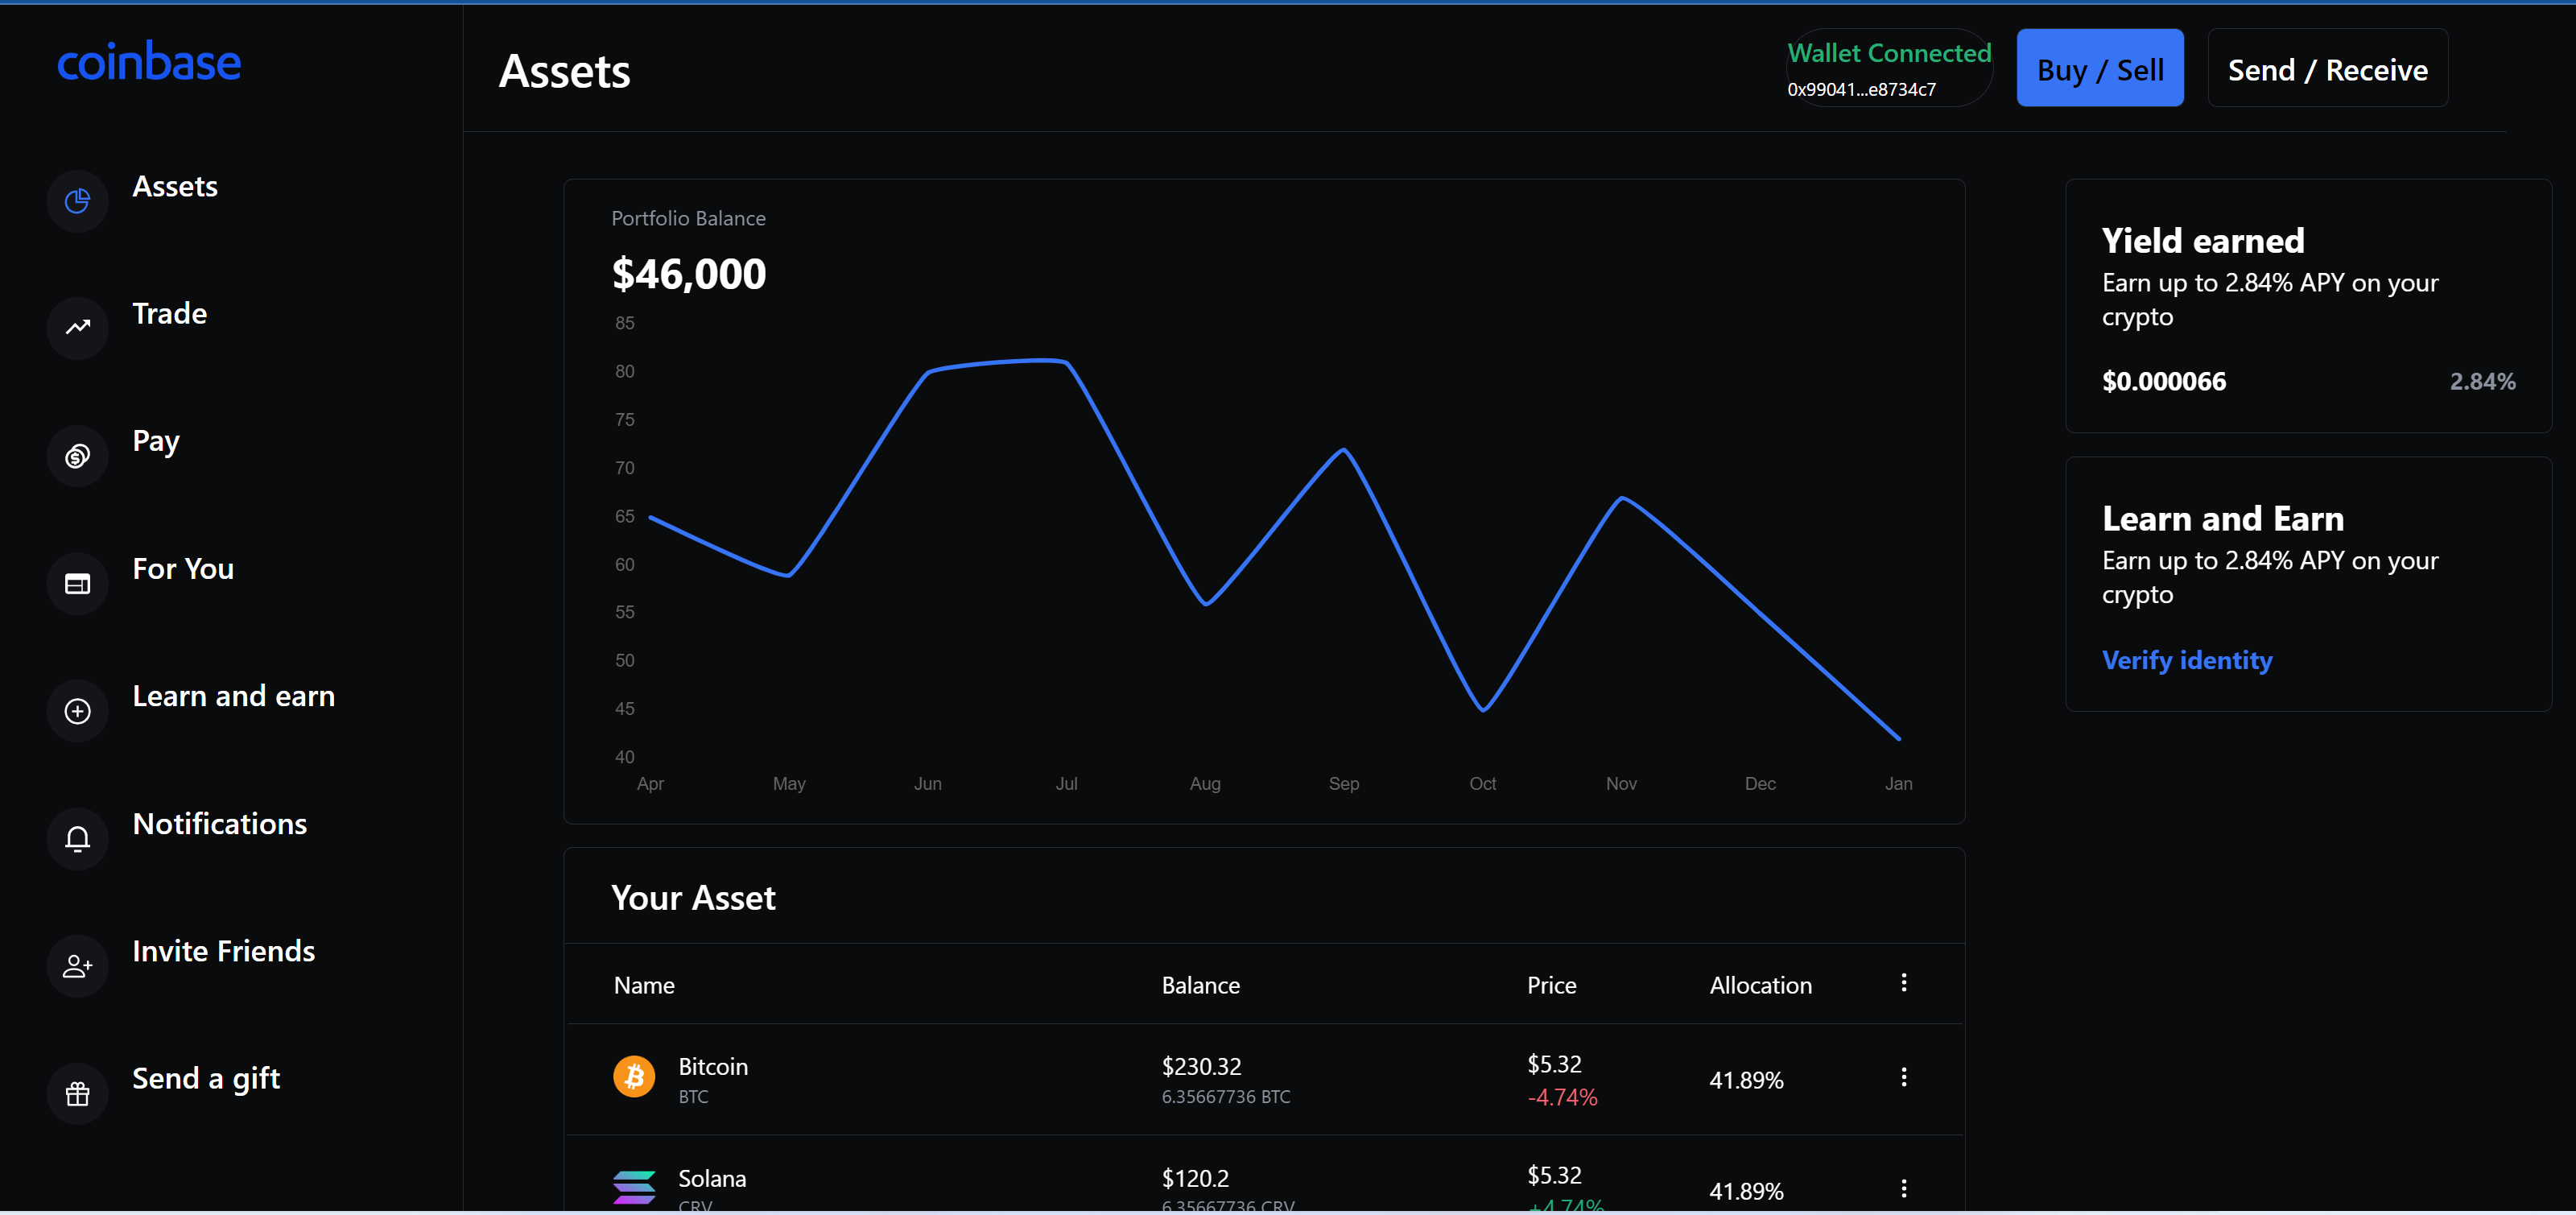 coinbase
Assets
Trade
Pay
For You
Learn and earn
Notifications
Invite Friends
Send a gift
Assets
Wallet Connected
0x99041...e8734c7
Buy / Sell
Send / Receive
Portfolio Balance
$46,000
85
80
75
70
65
60
55
50
45
40
Apr May Jun Jul Aug Sep Oct Nov Dec Jan
Yield earned
Earn up to 2.84% APY on your
crypto
$0.000066 2.84%
Learn and Earn
Earn up to 2.84% APY on your
crypto
Verify identity
Your Asset
Name Balance Price Allocation
Bitcoin $230.32 $5.32 41.89%
BTC 6.35667736 BTC -4.74%
Solana $120.2 $5.32 41.89%
CRV 6.35667736 CRV +4.74%